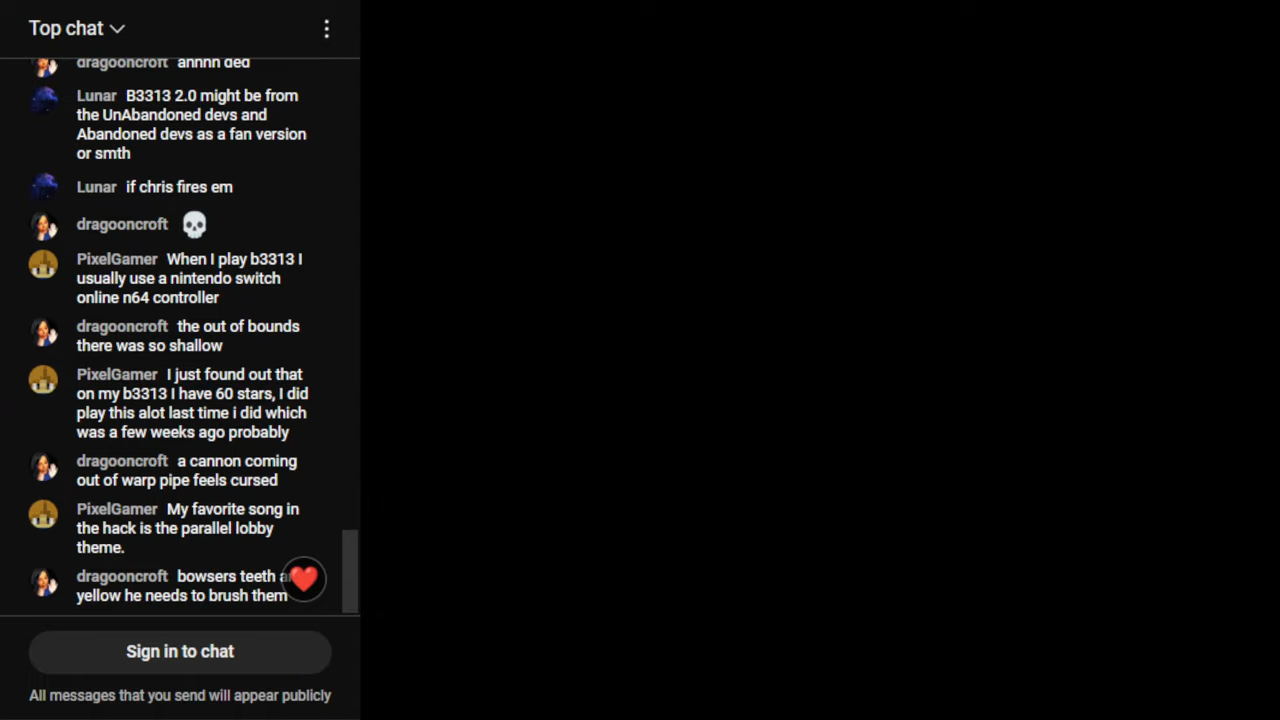 Top chat
dragooncroft annnn ded
Lunar B3313 2.0 might be from
the UnAbandoned devs and
Abandoned devs as a fan version
or smth
Lunar if chris fires em
dragooncroft 💀
PixelGamer When I play b3313 I
usually use a nintendo switch
online n64 controller
dragooncroft the out of bounds
there was so shallow
PixelGamer I just found out that
on my b3313 I have 60 stars, I did
play this alot last time i did which
was a few weeks ago probably
dragooncroft a cannon coming
out of warp pipe feels cursed
PixelGamer My favorite song in
the hack is the parallel lobby
theme.
dragooncroft bowsers teeth
yellow he needs to brush them
Sign in to chat
All messages that you send will appear publicly